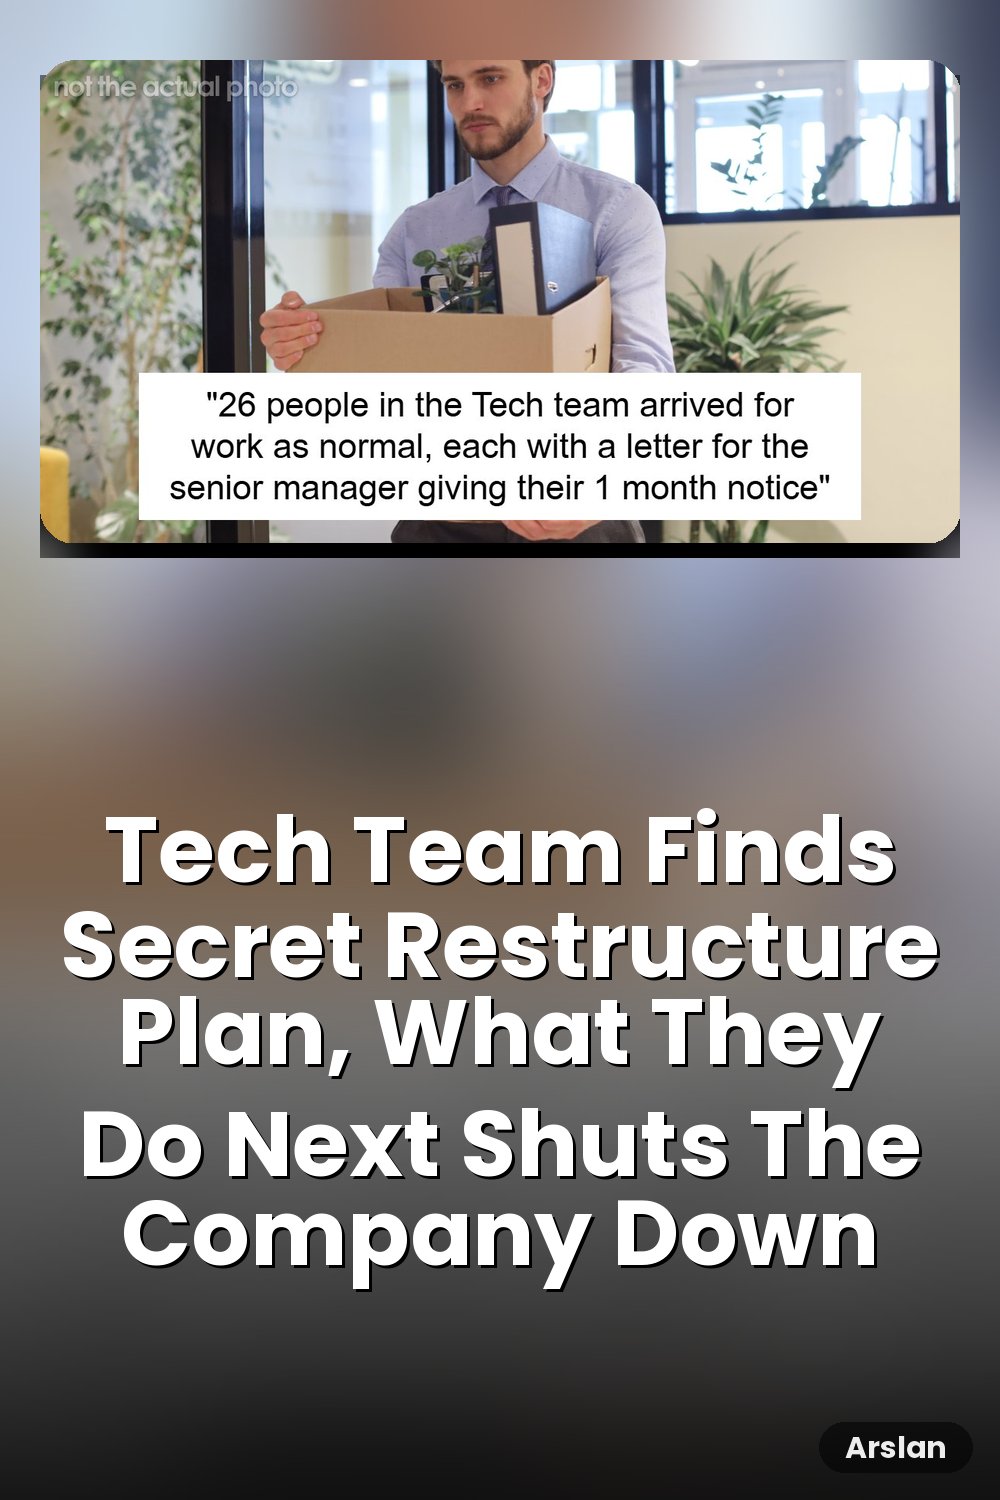 not the actual photo
"26 people in the Tech team arrived for
work as normal, each with a letter for the
senior manager giving their 1 month notice"
Tech Team Finds
Secret Restructure
Plan, What They
Do Next Shuts The
Company Down
Arslan